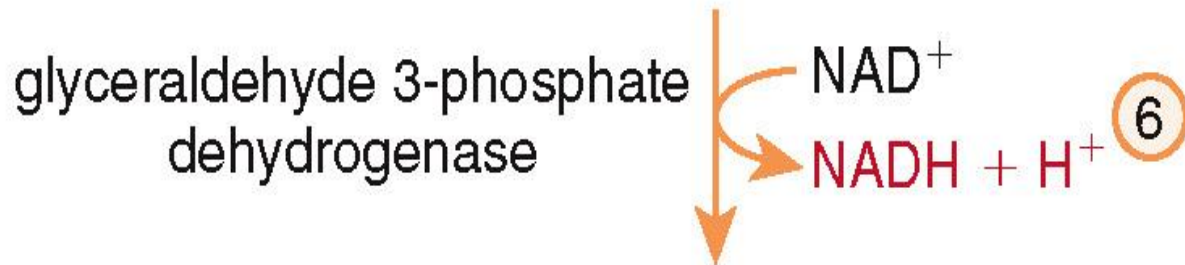 glyceraldehyde 3-phosphate
dehydrogenase
NAD⁺
NADH + H⁺
6